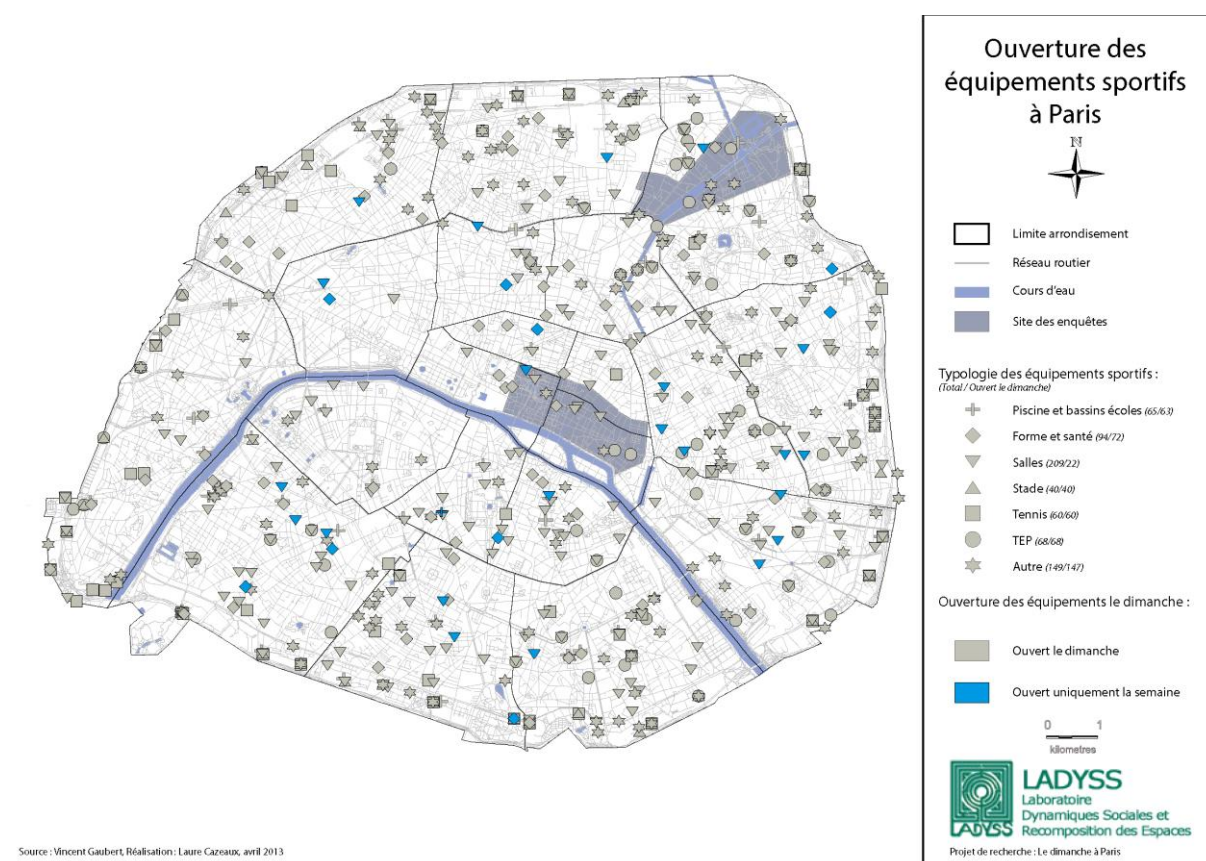 Ouverture des
équipements sportifs
à Paris
N
Limite arrondisement
Réseau routier
Cours d'eau
Site des enquêtes
Typologie des équipements sportifs :
(Total / Ouvert le dimanche)
Piscine et bassins écoles (65/63)
Forme et santé (94/72)
Salles (209/22)
Stade (40/40)
Tennis (60/60)
TEP (68/68)
Autre (149/147)
Ouverture des équipements le dimanche :
Ouvert le dimanche
Ouvert uniquement la semaine
0 1
kilometres
LADYSS
Laboratoire
Dynamiques Sociales et
Recomposition des Espaces
LADYSS
Projet de recherche : Le dimanche à Paris
Source : Vincent Gaubert, Réalisation : Laure Cazeaux, avril 2013